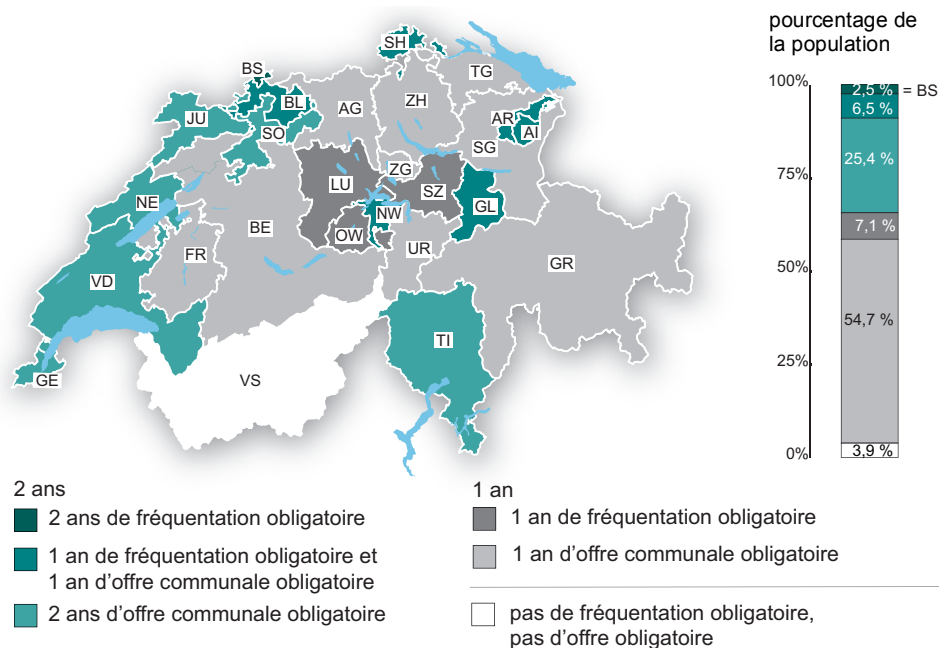 pourcentage de
la population
SH
BS
TG
BL
AG
ZH
JU
SO
AR
AI
SG
ZG
LU
SZ
NE
NW
GL
BE
OW
FR
UR
GR
VD
TI
GE
VS
100%
2,5 %
= BS
6,5 %
25,4 %
75%
7,1 %
50%
54,7 %
25%
3,9 %
0%
2 ans
2 ans de fréquentation obligatoire
1 an de fréquentation obligatoire et
1 an d'offre communale obligatoire
2 ans d'offre communale obligatoire
1 an
1 an de fréquentation obligatoire
1 an d'offre communale obligatoire
pas de fréquentation obligatoire,
pas d'offre obligatoire